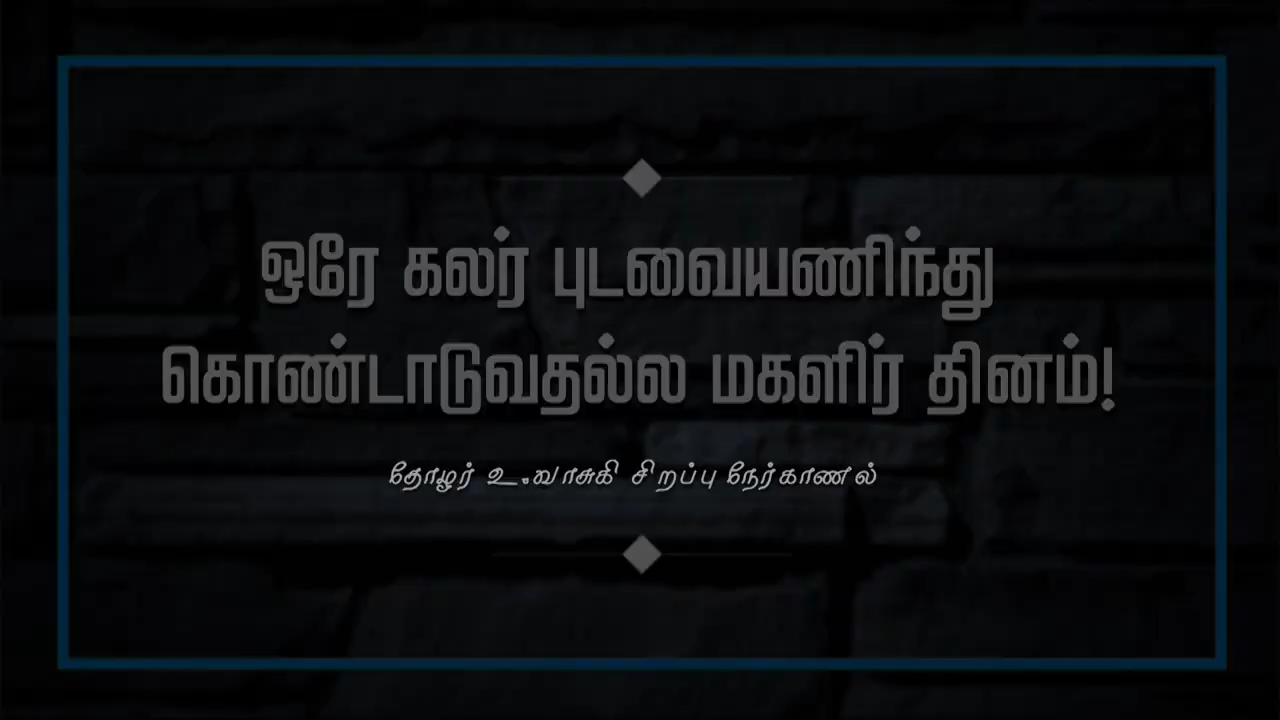 ஒரே கலர் புடவையணிந்து
கொண்டாடுவதல்ல மகளிர் தினம்!
தோழர் உ.வாசுகி சிறப்பு நேர்காணல்